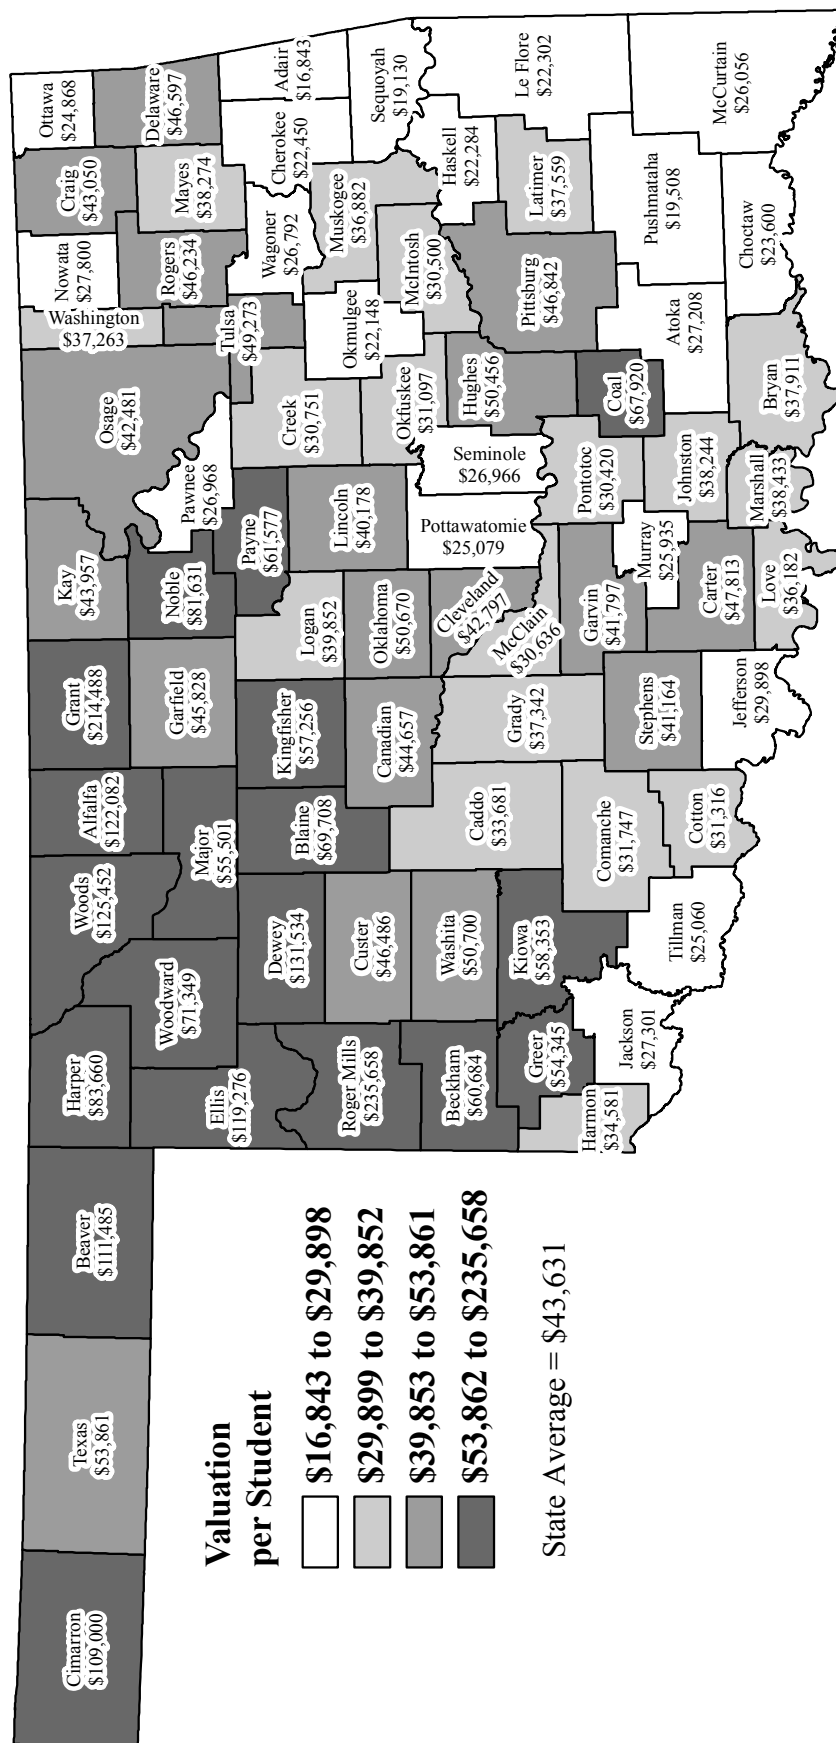 Cimarron
$109,000
Texas
$53,861
Beaver
$111,485
Harper
$83,660
Woods
$125,452
Alfalfa
$122,082
Grant
$214,488
Kay
$43,957
Osage
$42,481
Washington
$37,263
Nowata
$27,800
Craig
$43,050
Ottawa
$24,868
Ellis
$119,276
Woodward
$71,349
Major
$55,501
Garfield
$45,828
Noble
$81,631
Pawnee
$26,968
Tulsa
$49,273
Rogers
$46,234
Mayes
$38,274
Delaware
$46,597
Roger Mills
$235,658
Dewey
$131,534
Blaine
$69,708
Kingfisher
$57,256
Logan
$39,852
Payne
$61,577
Creek
$30,751
Wagoner
$26,792
Cherokee
$22,450
Adair
$16,843
Custer
$46,486
Canadian
$44,657
Oklahoma
$50,670
Lincoln
$40,178
Okfuskee
$31,097
Okmulgee
$22,148
Muskogee
$36,882
Sequoyah
$19,130
Beckham
$60,684
Washita
$50,700
Caddo
$33,681
Grady
$37,342
Cleveland
$42,797
McClain
$30,636
Pottawatomie
$25,079
Seminole
$26,966
Hughes
$50,456
McIntosh
$30,500
Haskell
$22,284
Le Flore
$22,302
Greer
$54,345
Kiowa
$58,353
Comanche
$31,747
Stephens
$41,164
Garvin
$41,797
Pontotoc
$30,420
Coal
$67,920
Pittsburg
$46,842
Latimer
$37,559
Harmon
$34,581
Jackson
$27,301
Tillman
$25,060
Cotton
$31,316
Jefferson
$29,898
Carter
$47,813
Murray
$25,935
Johnston
$38,244
Atoka
$27,208
Pushmataha
$19,508
McCurtain
$26,056
Love
$36,182
Marshall
$38,433
Bryan
$37,911
Choctaw
$23,600
Valuation
per Student
$16,843 to $29,898
$29,899 to $39,852
$39,853 to $53,861
$53,862 to $235,658
State Average = $43,631